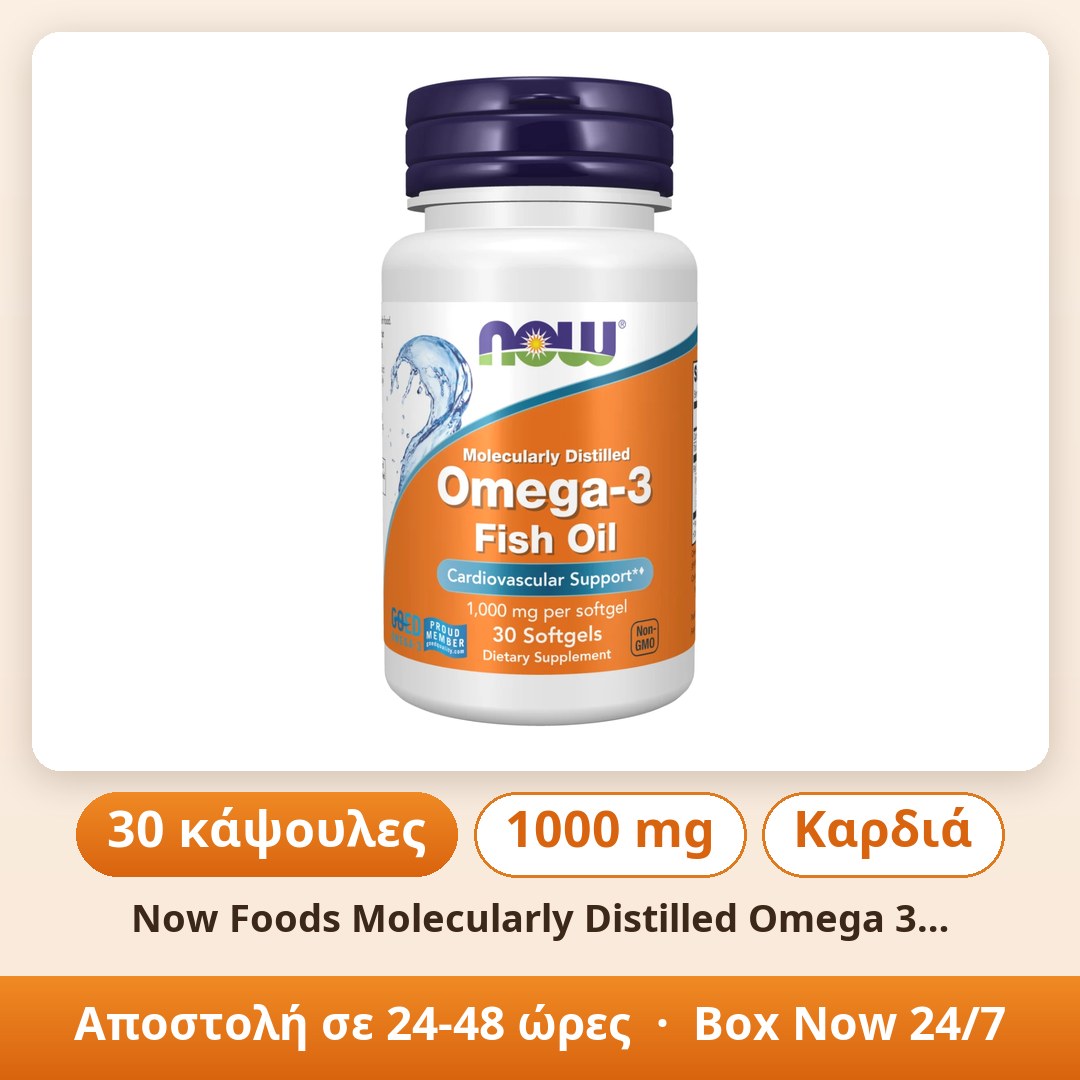 NOW®
Molecularly Distilled
Omega-3
Fish Oil
Cardiovascular Support*♦
1,000 mg per softgel
30 Softgels
Dietary Supplement
GOED
PROUD
MEMBER
Non-
GMO
30 κάψουλες
1000 mg
Καρδιά
Now Foods Molecularly Distilled Omega 3...
Αποστολή σε 24-48 ώρες · Box Now 24/7